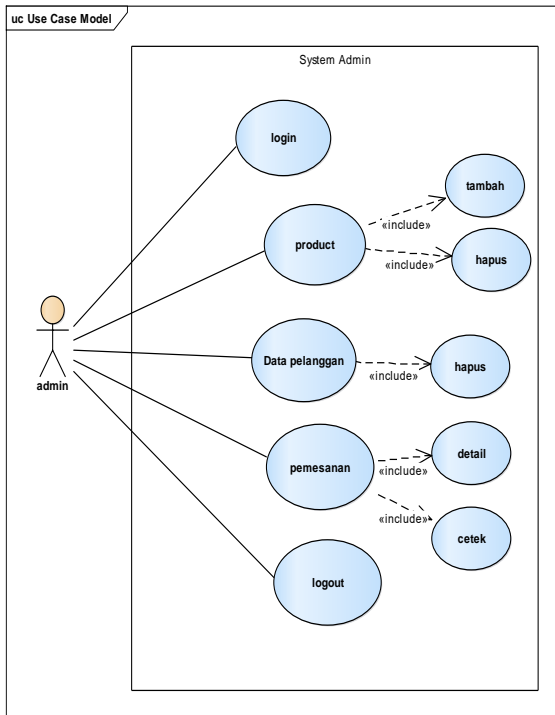 uc Use Case Model
System Admin
login
tambah
«include»
product
«include»
hapus
admin
Data pelanggan
«include»
hapus
pemesanan
«include»
detail
«include»
cetek
logout